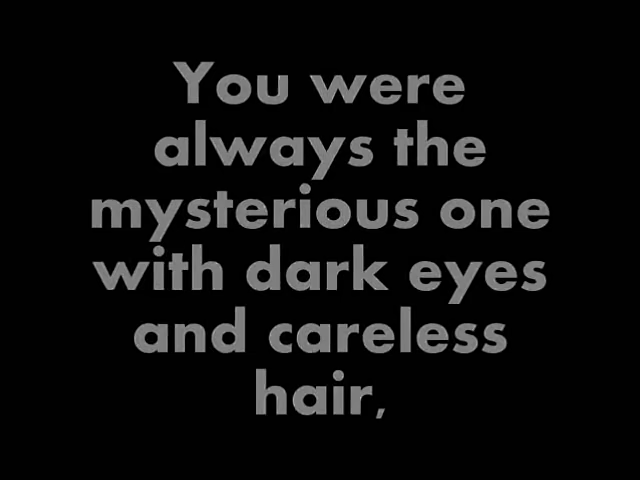 You were
always the
mysterious one
with dark eyes
and careless
hair,